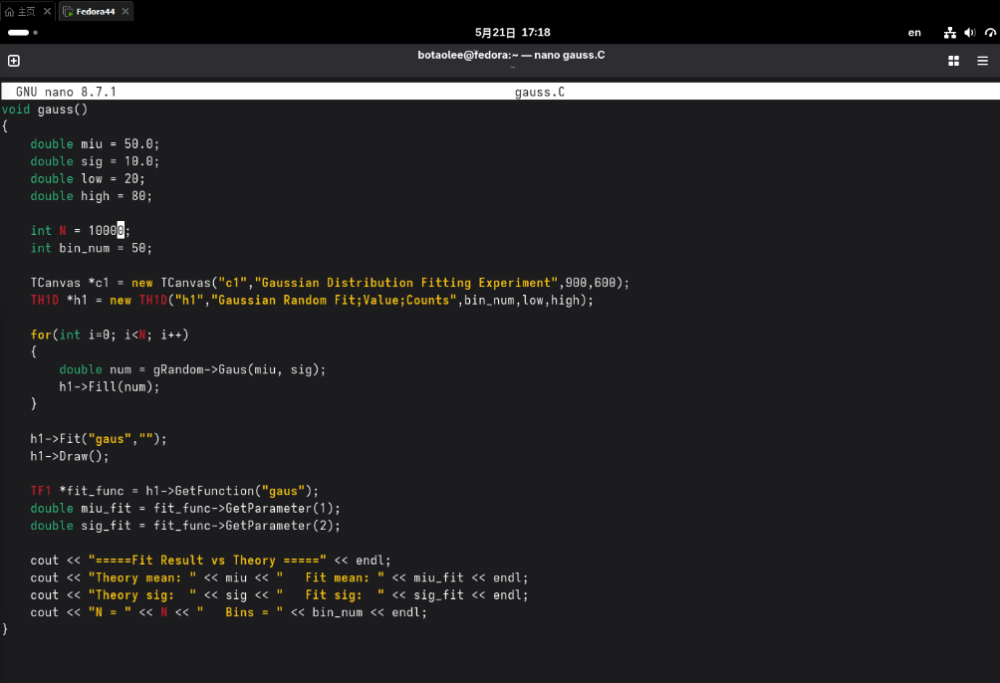 主页
Fedora44
5月21日 17:18
en
botaolee@fedora:~ — nano gauss.C
GNU nano 8.7.1 gauss.C
void gauss()
{
    double miu = 50.0;
    double sig = 10.0;
    double low = 20;
    double high = 80;

    int N = 10000;
    int bin_num = 50;

    TCanvas *c1 = new TCanvas("c1","Gaussian Distribution Fitting Experiment",900,600);
    TH1D *h1 = new TH1D("h1","Gaussian Random Fit;Value;Counts",bin_num,low,high);

    for(int i=0; i<N; i++)
    {
        double num = gRandom->Gaus(miu, sig);
        h1->Fill(num);
    }

    h1->Fit("gaus","");
    h1->Draw();

    TF1 *fit_func = h1->GetFunction("gaus");
    double miu_fit = fit_func->GetParameter(1);
    double sig_fit = fit_func->GetParameter(2);

    cout << "=====Fit Result vs Theory =====" << endl;
    cout << "Theory mean: " << miu << "   Fit mean: " << miu_fit << endl;
    cout << "Theory sig:  " << sig << "   Fit sig:  " << sig_fit << endl;
    cout << "N = " << N << "   Bins = " << bin_num << endl;
}